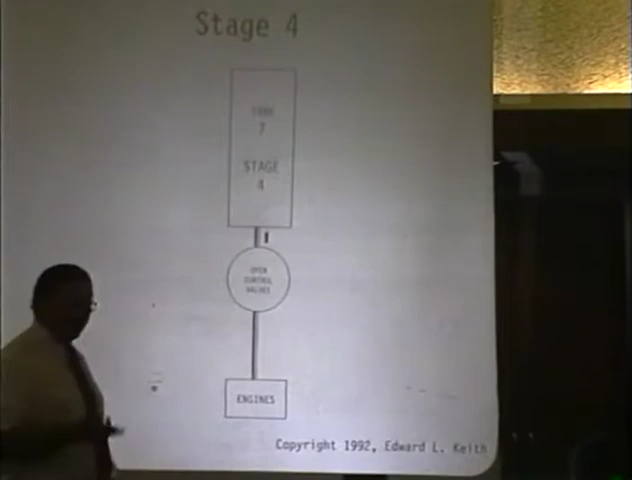 Stage 4
TANK
7
STAGE
4
OPEN
CONTROL
VALVES
ENGINES
Copyright 1992, Edward L. Keith